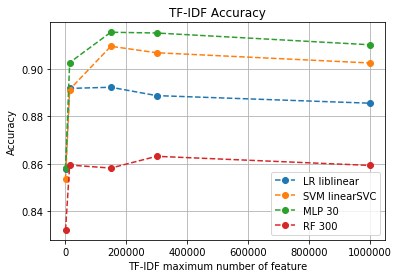 TF-IDF Accuracy
Accuracy
0.90
0.88
0.86
0.84
LR liblinear
SVM linearSVC
MLP 30
RF 300
0 200000 400000 600000 800000 1000000
TF-IDF maximum number of feature